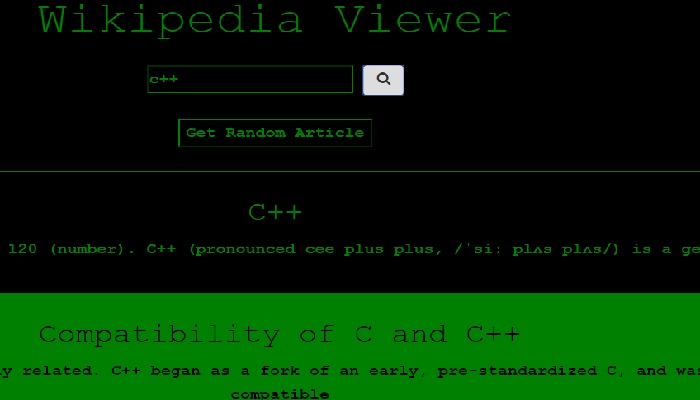 Wikipedia Viewer
c++
Get Random Article
C++
120 (number). C++ (pronounced cee plus plus, /ˈsiː plʌs plʌs/) is a ge
Compatibility of C and C++
y related. C++ began as a fork of an early, pre-standardized C, and was
compatible